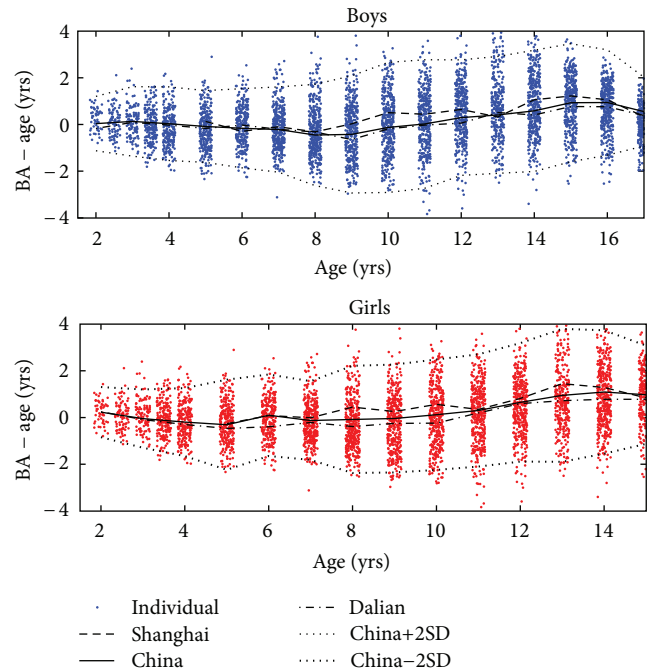 Boys
4
2
0
−2
−4
BA − age (yrs)
2 4 6 8 10 12 14 16
Age (yrs)
Girls
4
2
0
−2
−4
BA − age (yrs)
2 4 6 8 10 12 14
Age (yrs)
Individual
Shanghai
China
Dalian
China+2SD
China−2SD